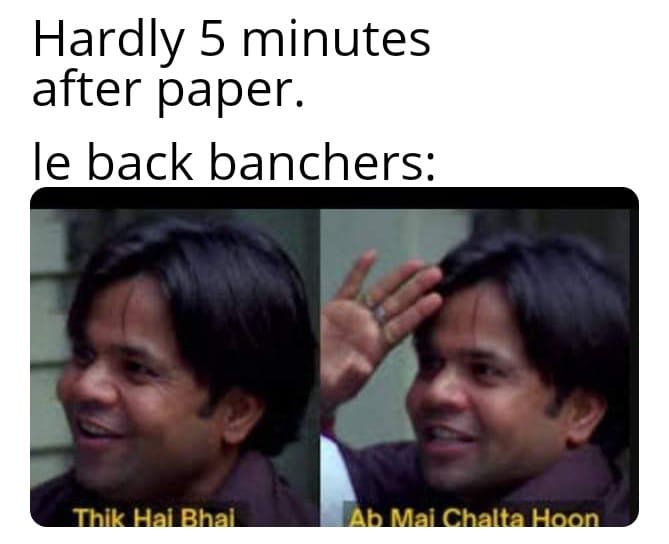 Hardly 5 minutes
after paper.
le back banchers:
Thik Hai Bhai
Ab Mai Chalta Hoon